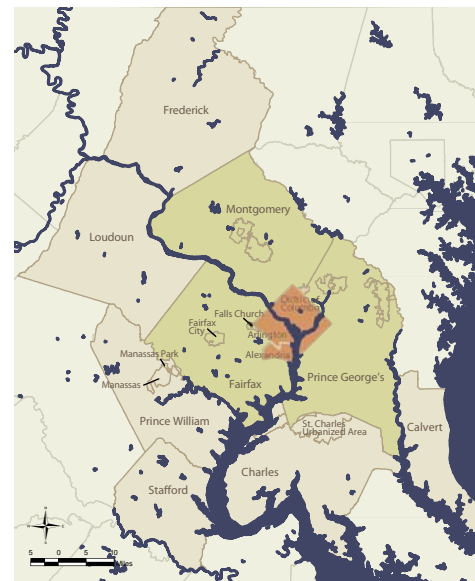 Frederick
Montgomery
Loudoun
District of
Columbia
Falls Church
Fairfax
City
Arlington
Manassas Park
Alexandria
Manassas
Fairfax
Prince George's
Prince William
St. Charles
Urbanized Area
Calvert
Charles
Stafford
5 0 5 10
Miles